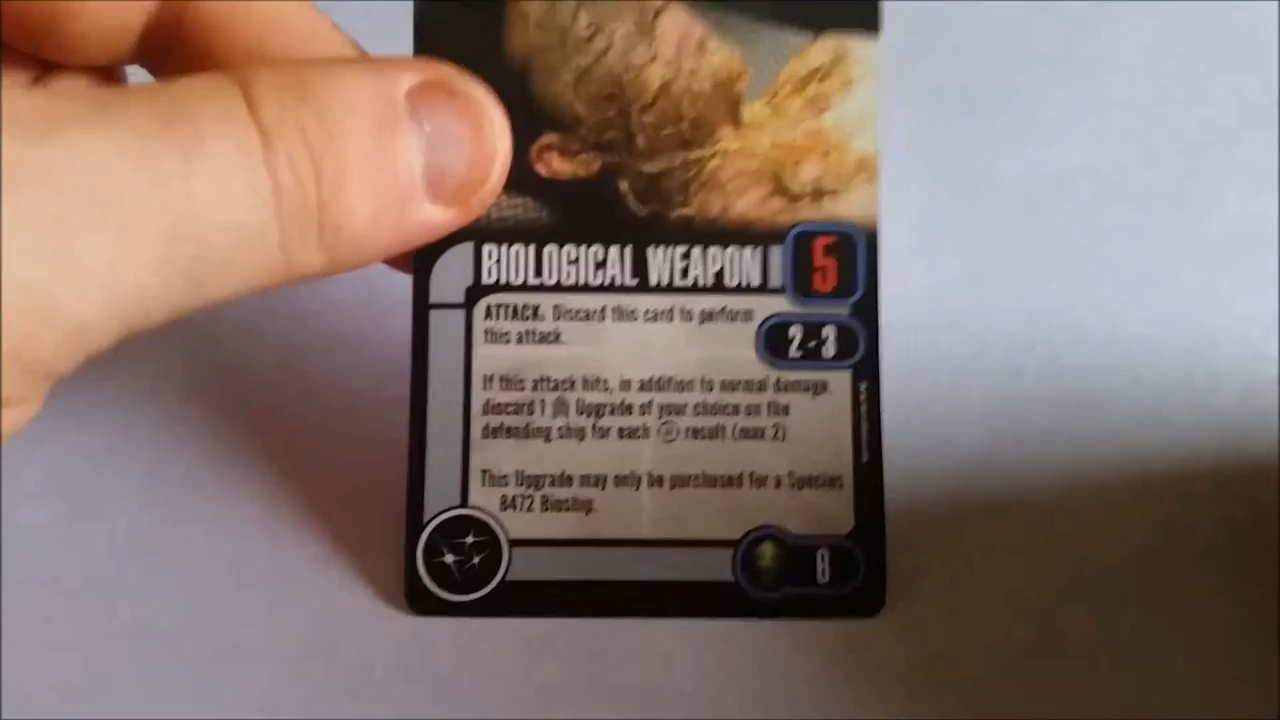 BIOLOGICAL WEAPON
5
ATTACK: Discard this card to perform
this attack.
2-3
If this attack hits, in addition to normal damage,
discard 1 Upgrade of your choice on the
defending ship for each result (max 2)
This Upgrade may only be purchased for a Species
8472 Bioship.
8